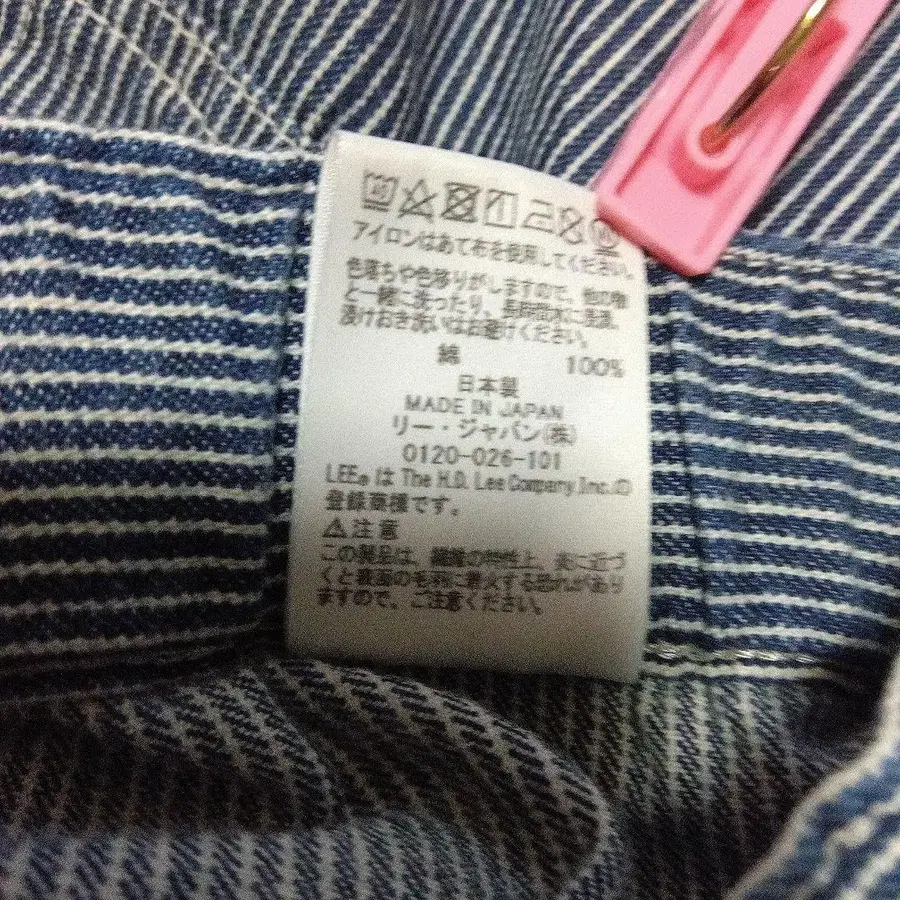 アイロンはあて布を使用してください。
色落ちや色移りがしますので、他の物
と一緒に洗ったり、長時間水に浸漬、
浸けおき洗いはお避けください。
綿 100%
日本製
MADE IN JAPAN
リー・ジャパン(株)
0120-026-101
LEE®は The H.D. Lee Company, Inc.の
登録商標です。
⚠注意
この製品は、繊維の特性上、炎に近づ
くと表面の毛羽に着火する恐れがあり
ますので、ご注意ください。